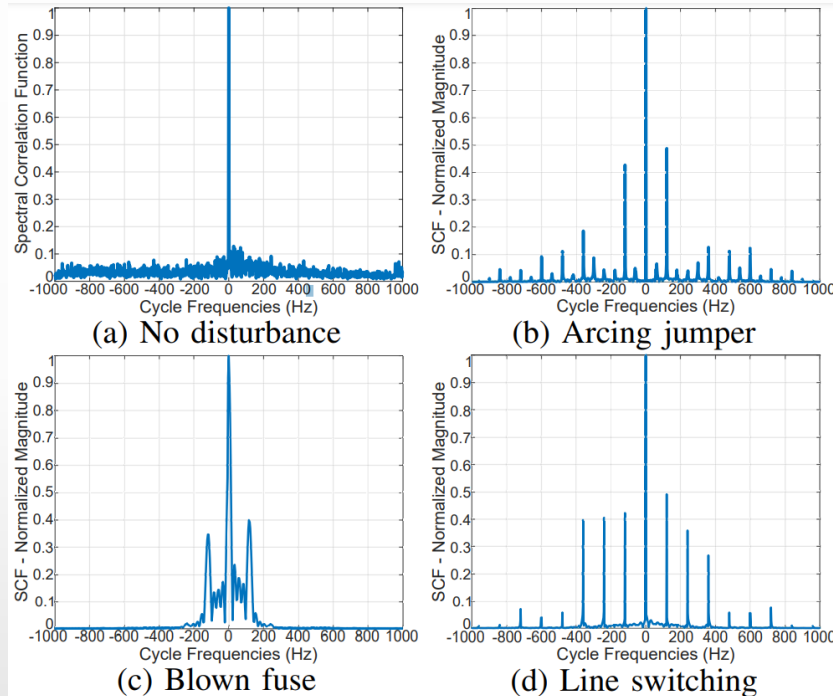 Spectral Correlation Function
1
0.9
0.8
0.7
0.6
0.5
0.4
0.3
0.2
0.1
0
-1000 -800 -600 -400 -200 0 200 400 600 800 1000
Cycle Frequencies (Hz)
(a) No disturbance
SCF - Normalized Magnitude
1
0.9
0.8
0.7
0.6
0.5
0.4
0.3
0.2
0.1
0
-1000 -800 -600 -400 -200 0 200 400 600 800 1000
Cycle Frequencies (Hz)
(b) Arcing jumper
SCF - Normalized Magnitude
1
0.9
0.8
0.7
0.6
0.5
0.4
0.3
0.2
0.1
0
-1000 -800 -600 -400 -200 0 200 400 600 800 1000
Cycle Frequencies (Hz)
(c) Blown fuse
SCF - Normalized Magnitude
1
0.9
0.8
0.7
0.6
0.5
0.4
0.3
0.2
0.1
0
-1000 -800 -600 -400 -200 0 200 400 600 800 1000
Cycle Frequencies (Hz)
(d) Line switching